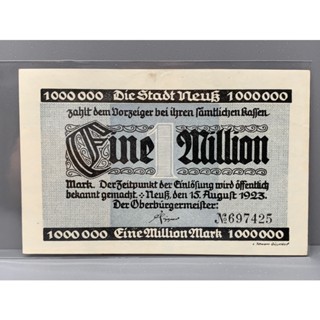 1000000 Die Stadt Neuß 1000000
zahlt dem Vorzeiger bei ihren sämtlichen Kassen
Eine 1 Million
Mark. Der Zeitpunkt der Einlösung wird öffentlich
bekannt gemacht. ÷ Neuß, den 15. August 1923.
Der Oberbürgermeister:
№697425
1000000 Eine Million Mark 1000000